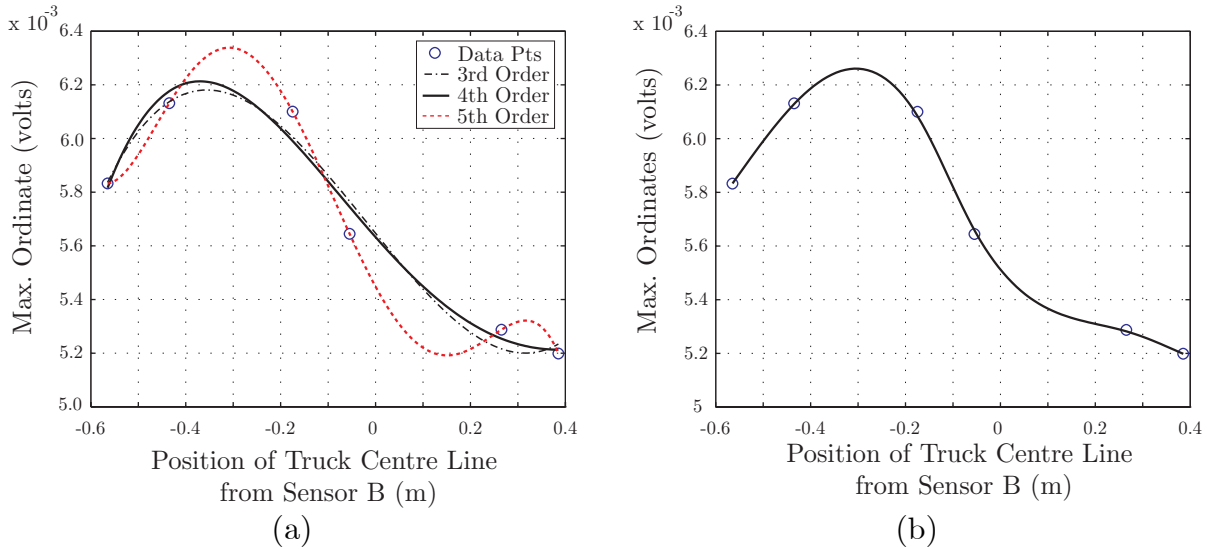 x 10⁻³
6.4
6.2
6.0
5.8
5.6
5.4
5.2
5.0
Max. Ordinate (volts)
-0.6
-0.4
-0.2
0
0.2
0.4
Position of Truck Centre Line
from Sensor B (m)
Data Pts
3rd Order
4th Order
5th Order
(a)
x 10⁻³
6.4
6.2
6.0
5.8
5.6
5.4
5.2
5
Max. Ordinates (volts)
-0.6
-0.4
-0.2
0
0.2
0.4
Position of Truck Centre Line
from Sensor B (m)
(b)